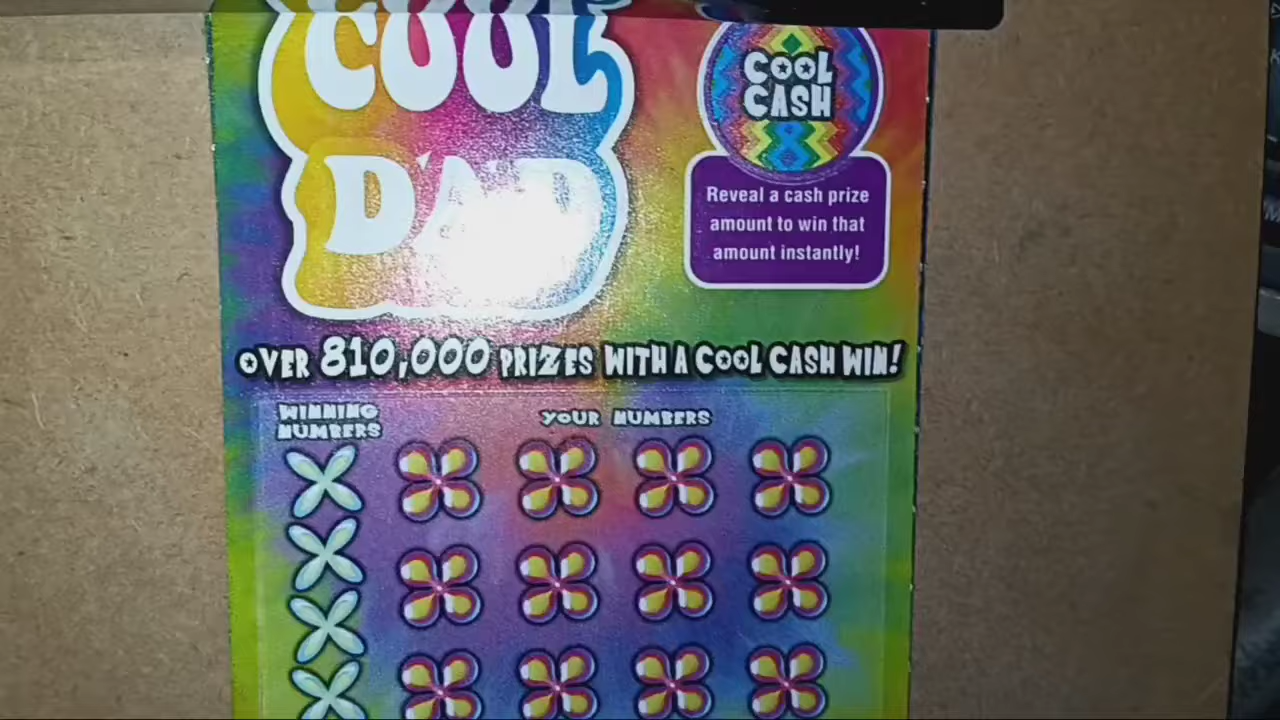 COOL
DAD
COOL
CASH
Reveal a cash prize
amount to win that
amount instantly!
OVER 810,000 PRIZES WITH A COOL CASH WIN!
WINNING
NUMBERS
YOUR NUMBERS